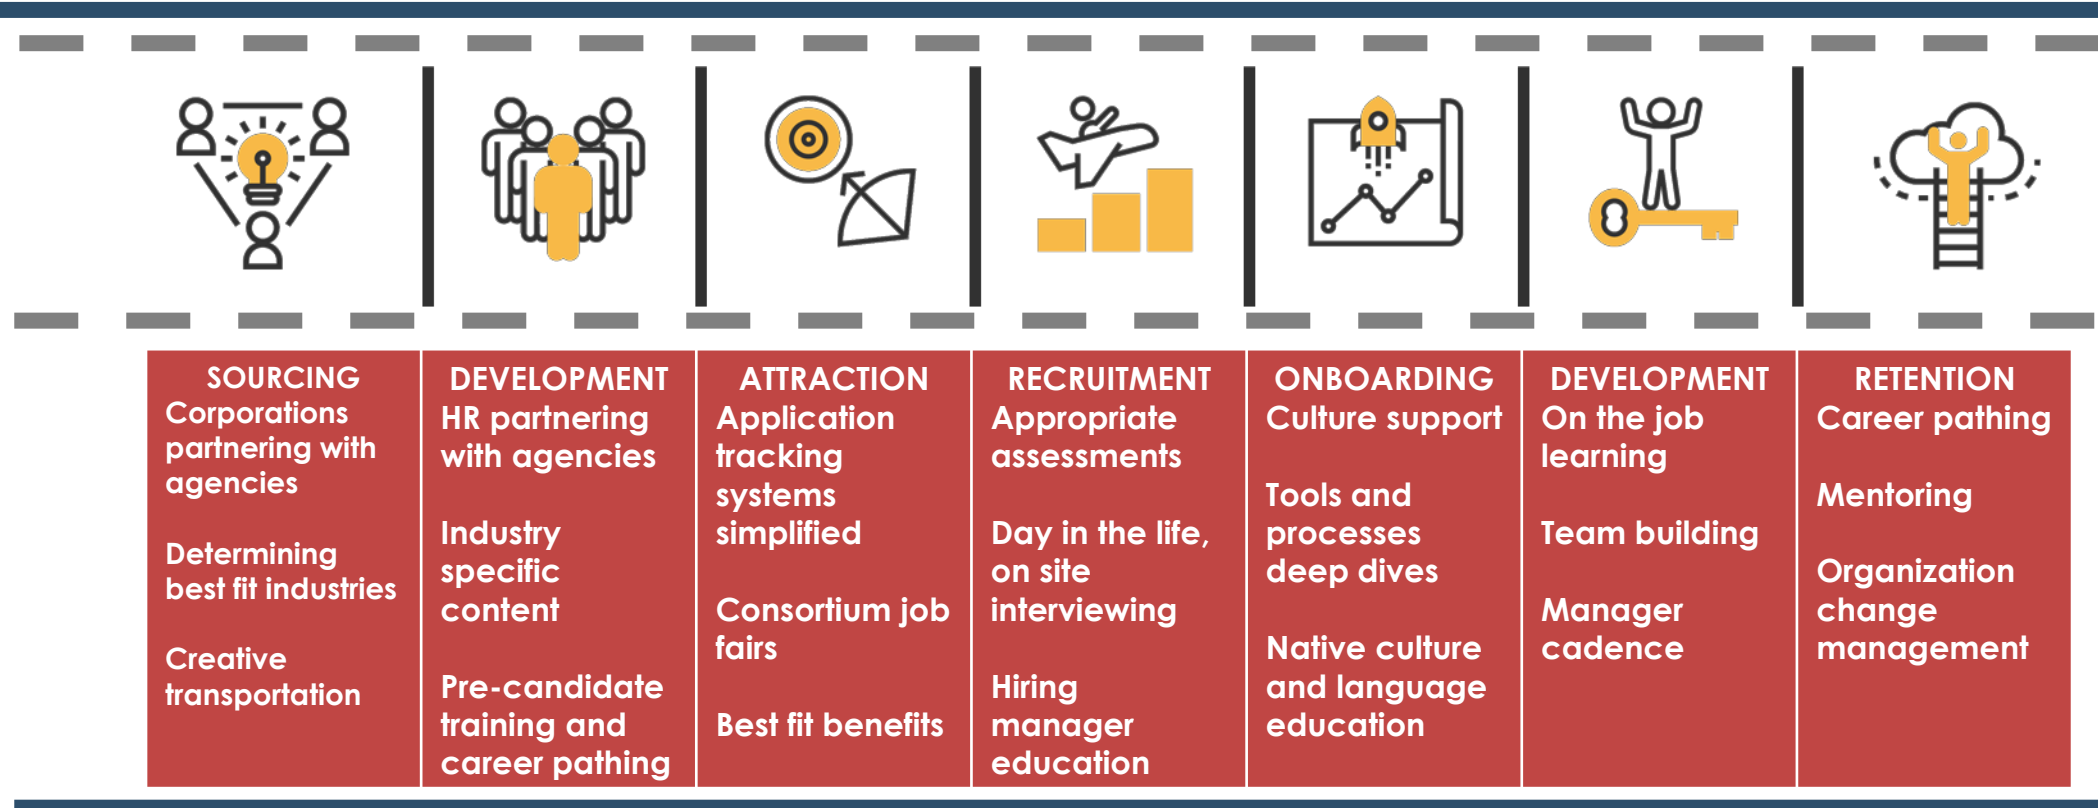 SOURCING
Corporations
partnering with
agencies
Determining
best fit industries
Creative
transportation
DEVELOPMENT
HR partnering
with agencies
Industry
specific
content
Pre-candidate
training and
career pathing
ATTRACTION
Application
tracking
systems
simplified
Consortium job
fairs
Best fit benefits
RECRUITMENT
Appropriate
assessments
Day in the life,
on site
interviewing
Hiring
manager
education
ONBOARDING
Culture support
Tools and
processes
deep dives
Native culture
and language
education
DEVELOPMENT
On the job
learning
Team building
Manager
cadence
RETENTION
Career pathing
Mentoring
Organization
change
management